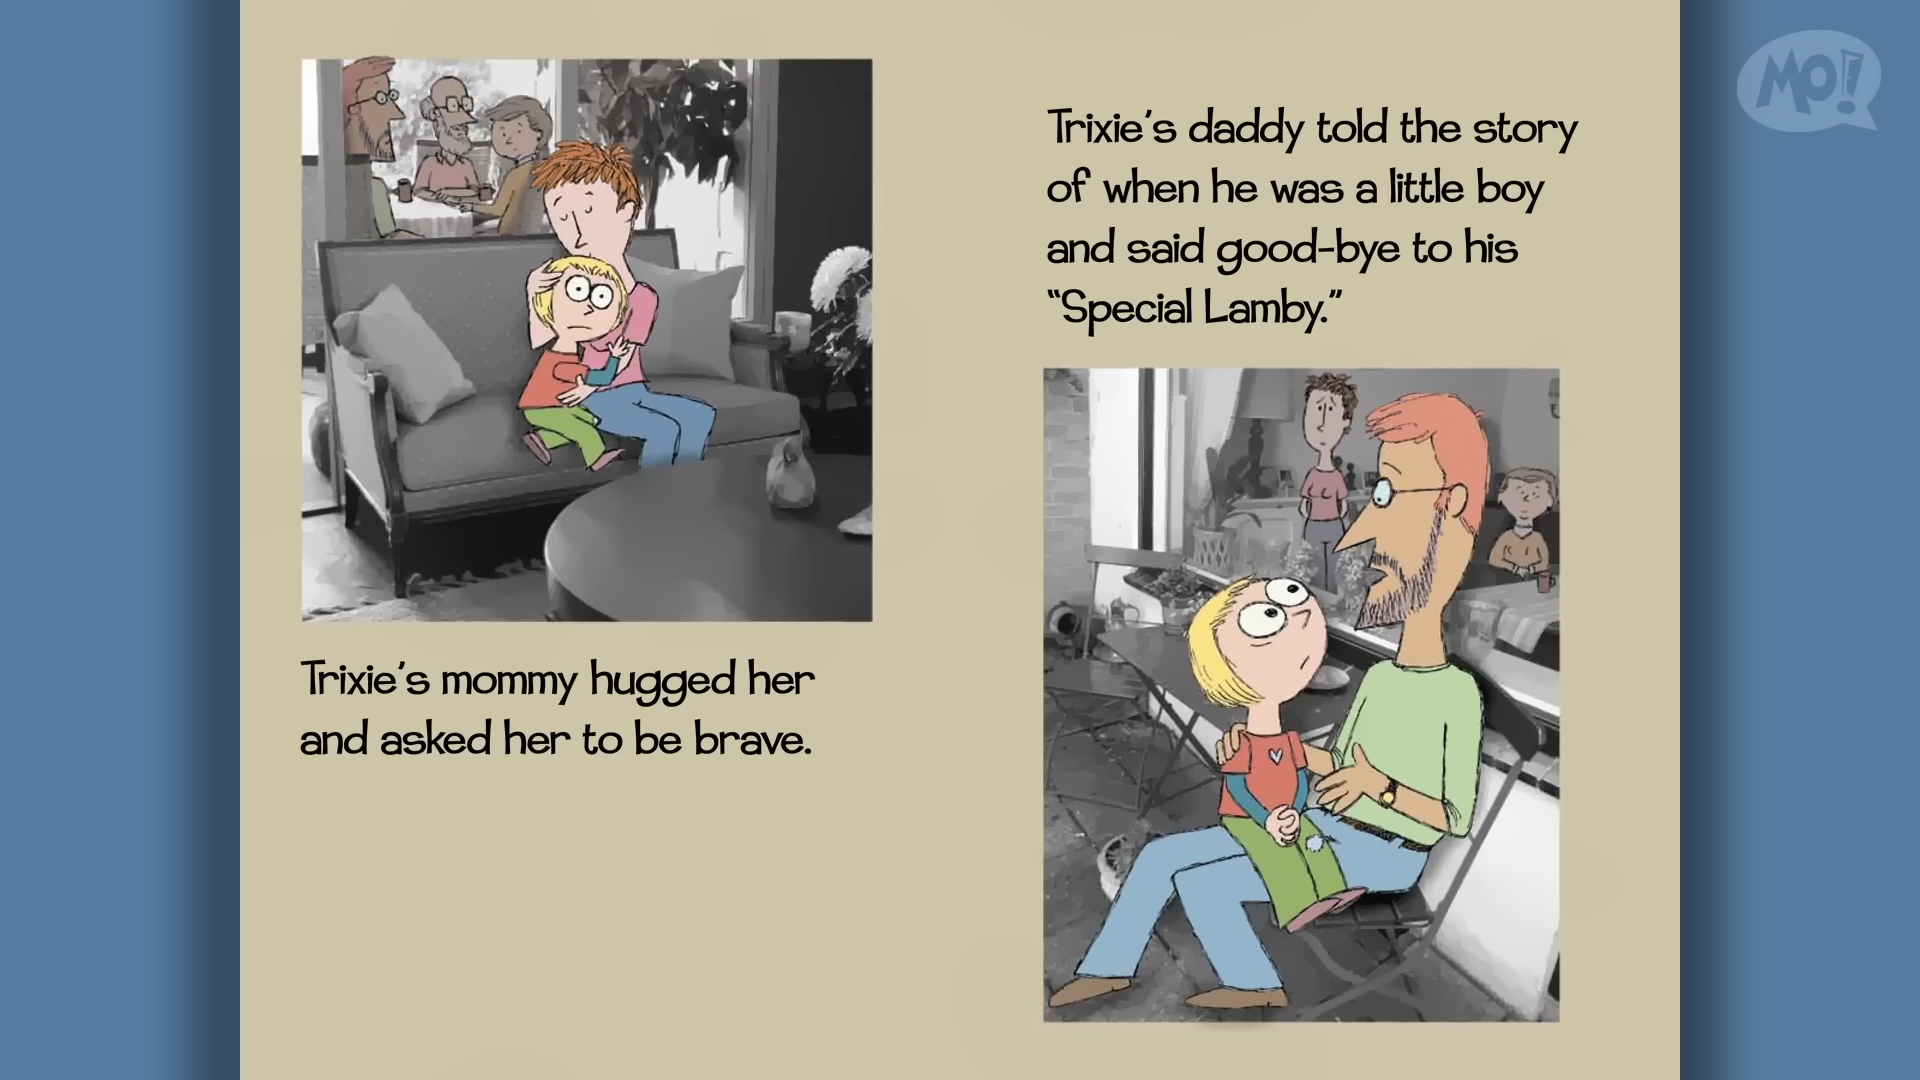 Trixie's mommy hugged her
and asked her to be brave.
Trixie's daddy told the story
of when he was a little boy
and said good-bye to his
“Special Lamby.”
MO!